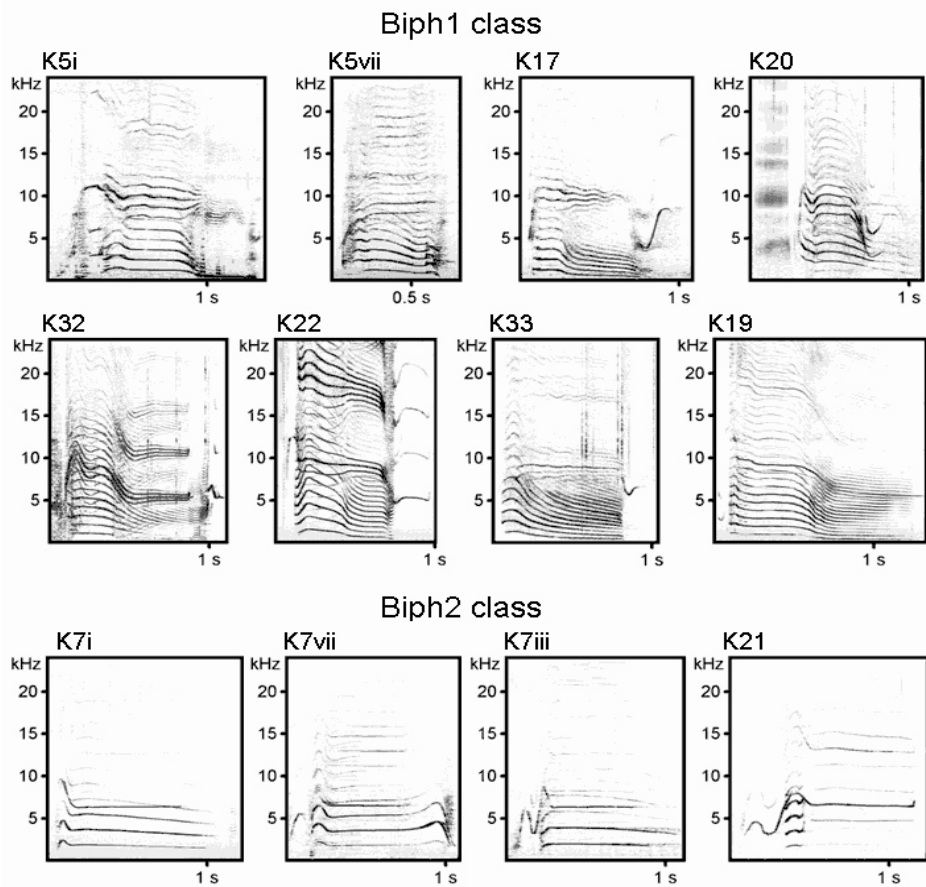 Biph1 class
K5i K5vii K17 K20
kHz kHz kHz kHz
20 20 20 20
15 15 15 15
10 10 10 10
5 5 5 5
1 s 0.5 s 1 s 1 s
K32 K22 K33 K19
kHz kHz kHz kHz
20 20 20 20
15 15 15 15
10 10 10 10
5 5 5 5
1 s 1 s 1 s 1 s
Biph2 class
K7i K7vii K7iii K21
kHz kHz kHz kHz
20 20 20 20
15 15 15 15
10 10 10 10
5 5 5 5
1 s 1 s 1 s 1 s